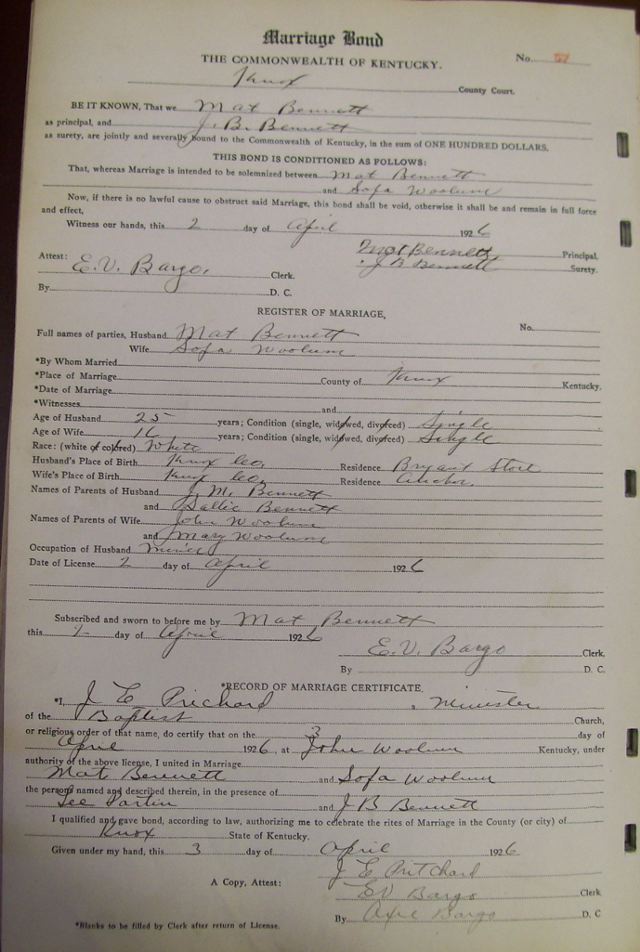 Marriage Bond
THE COMMONWEALTH OF KENTUCKY. No.
Knox County Court.
BE IT KNOWN, That we Mat Bennett
as principal, and J. B. Bennett
as surety, are jointly and severally bound to the Commonwealth of Kentucky, in the sum of ONE HUNDRED DOLLARS.
THIS BOND IS CONDITIONED AS FOLLOWS:
That, whereas Marriage is intended to be solemnized between Mat Bennett
and Sofa Woolum
Now, if there is no lawful cause to obstruct said Marriage, this bond shall be void, otherwise it shall be and remain in full force
and effect,
Witness our hands, this 2 day of April 1926
Mat Bennett Principal,
Attest: E.V. Bargo, Clerk. J B Bennett Surety.
By D. C.
REGISTER OF MARRIAGE,
Full names of parties, Husband Mat Bennett No.
Wife Sofa Woolum
*By Whom Married
*Place of Marriage County of Knox Kentucky.
*Date of Marriage
*Witnesses and
Age of Husband 25 years; Condition (single, widowed, divorced) Single
Age of Wife 16 years; Condition (single, widowed, divorced) Single
Race: (white or colored) White
Husband's Place of Birth Knox Co, Residence Bryant Store
Wife's Place of Birth Knox Co, Residence
Names of Parents of Husband J. M. Bennett
and Sallie Bennett
Names of Parents of Wife John Woolum
and Mary Woolum
Occupation of Husband Miner
Date of License 2 day of April 1926
Subscribed and sworn to before me by Mat Bennett
this 2 day of April 1926
E.V. Bargo Clerk.
By D. C.
*RECORD OF MARRIAGE CERTIFICATE.
*I, J E Prichard, Minister
of the Baptist Church,
or religious order of that name, do certify that on the 3 day of
April 1926, at John Woolum Kentucky, under
authority of the above license, I united in Marriage
Mat Bennett and Sofa Woolum
the persons named and described therein, in the presence of
Lee Partin and J B Bennett
I qualified and gave bond, according to law, authorizing me to celebrate the rites of Marriage in the County (or city) of
Knox State of Kentucky.
Given under my hand, this 3 day of April 1926
J E Pritchard
A Copy, Attest: EV Bargo Clerk
By Bargo D. C
*Blanks to be filled by Clerk after return of License.